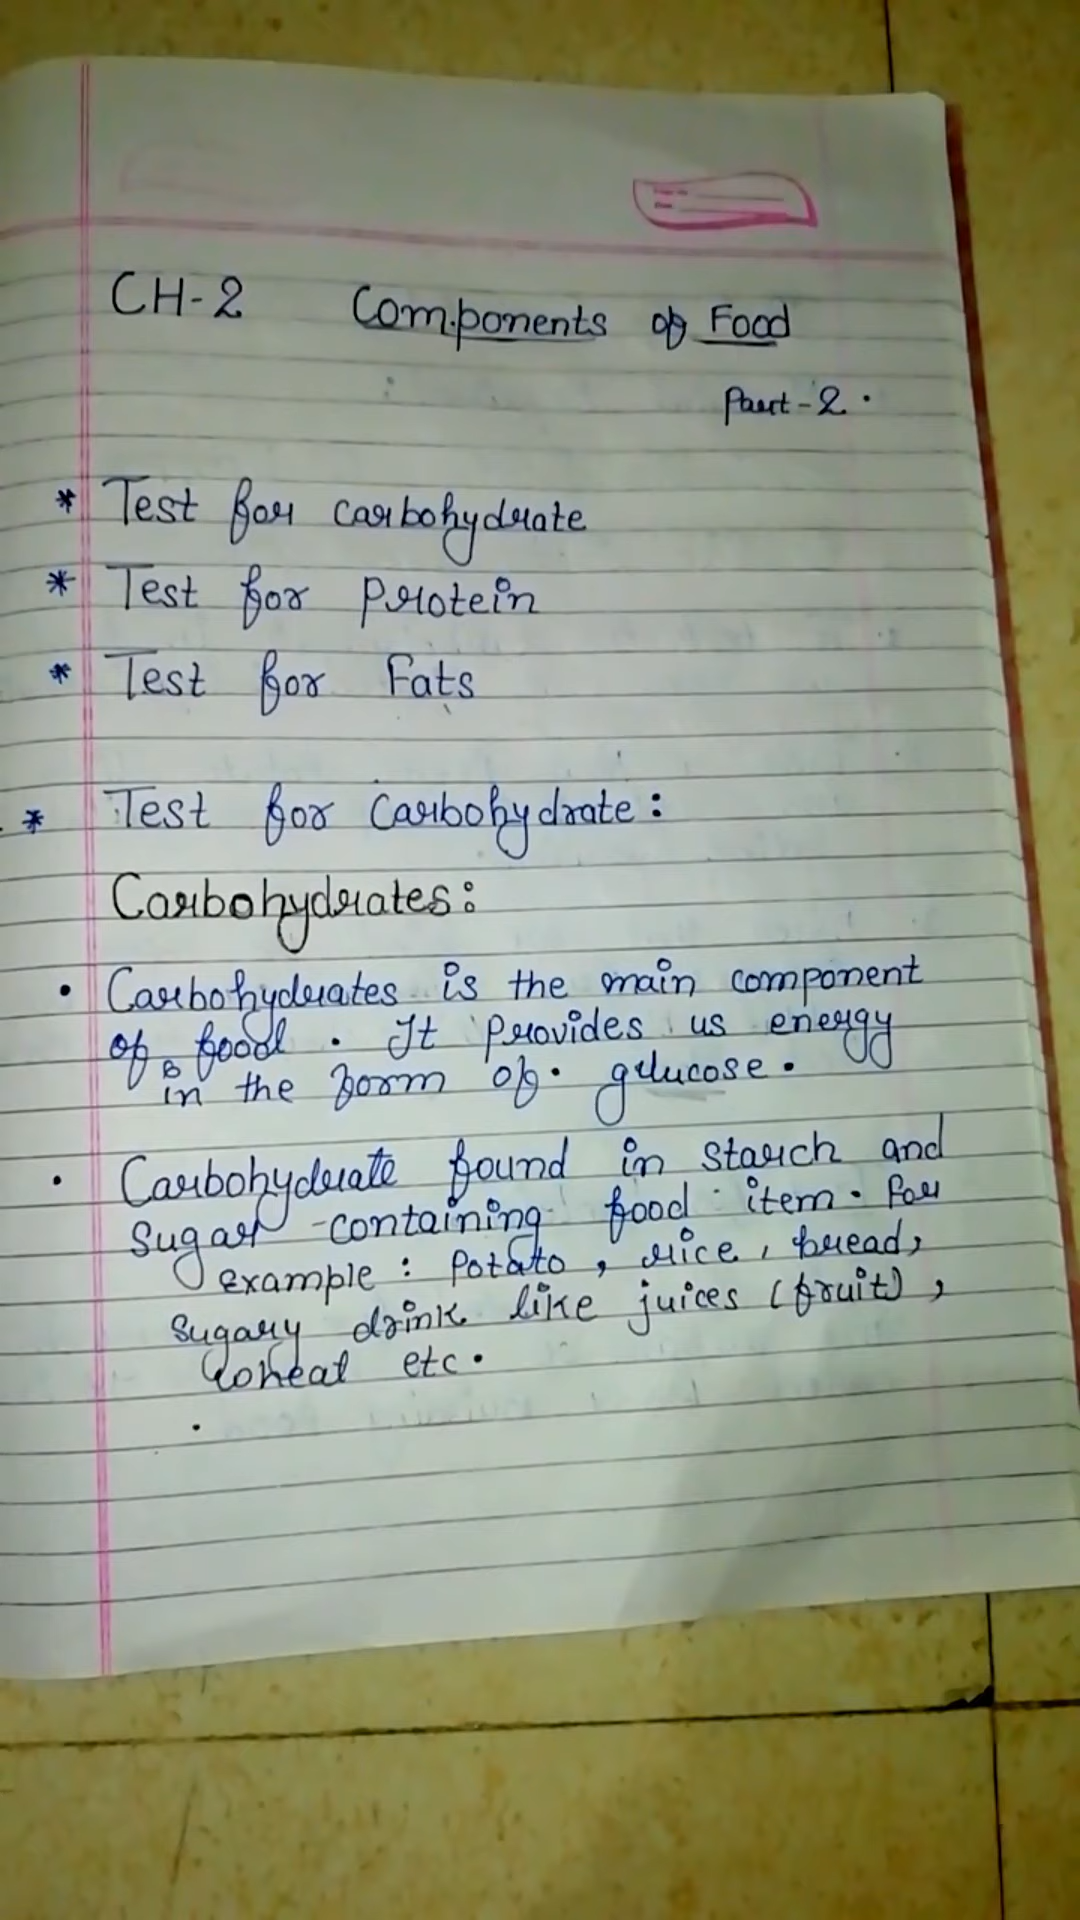 CH-2 Components of Food
Part-2.
* Test for carbohydrate
* Test for Protein
* Test for Fats
* Test for Carbohydrate:
Carbohydrates:
• Carbohydrates is the main component
of food. It provides us energy
in the form of. glucose.
• Carbohydrate found in starch and
Sugar-containing food item. For
example: Potato, rice, bread,
Sugary drink like juices (fruit),
wheat etc.